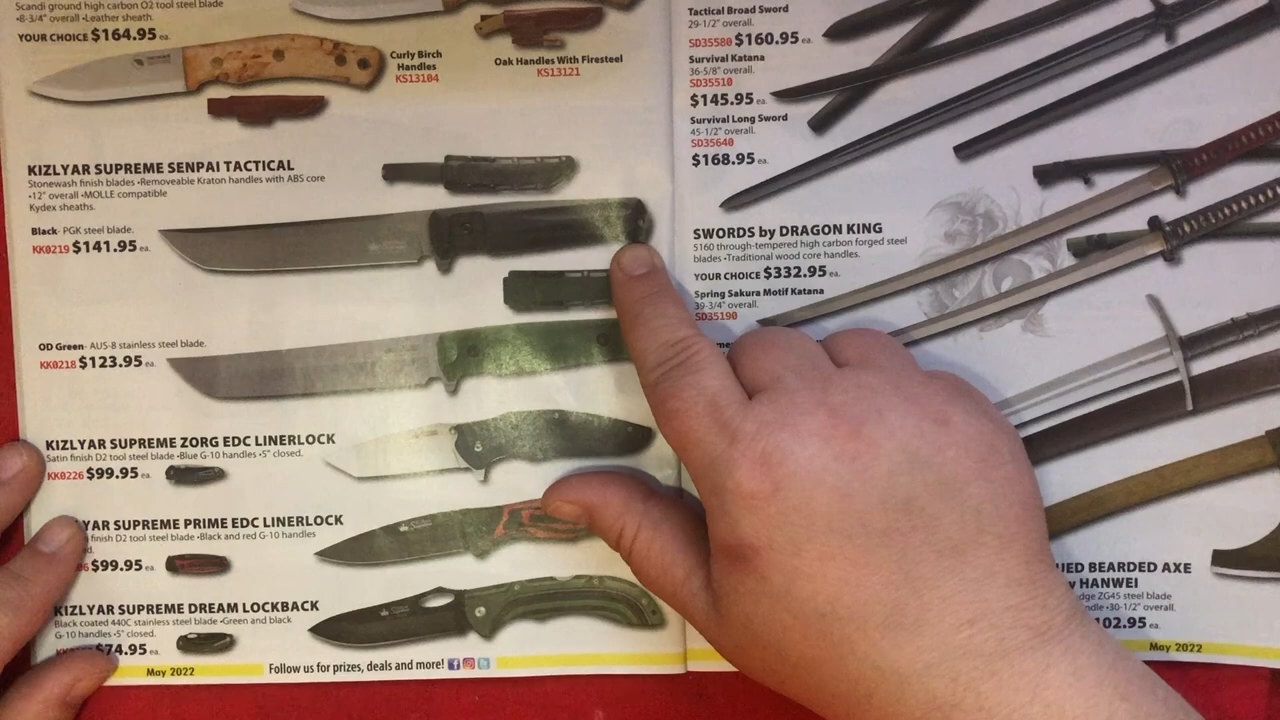 Scandi ground high carbon O2 tool steel blade
•8-3/4" overall •Leather sheath.
YOUR CHOICE $164.95 ea.
Curly Birch
Handles
KS13104
Oak Handles With Firesteel
KS13121
KIZLYAR SUPREME SENPAI TACTICAL
Stonewash finish blades •Removeable Kraton handles with ABS core
•12" overall •MOLLE compatible
Kydex sheaths.
Black- PGK steel blade.
KK0219 $141.95 ea.
OD Green- AUS-8 stainless steel blade.
KK0218 $123.95 ea.
KIZLYAR SUPREME ZORG EDC LINERLOCK
Satin finish D2 tool steel blade •Blue G-10 handles •5" closed.
KK0226 $99.95 ea.
YAR SUPREME PRIME EDC LINERLOCK
finish D2 tool steel blade •Black and red G-10 handles
ed.
$99.95 ea.
KIZLYAR SUPREME DREAM LOCKBACK
Black coated 440C stainless steel blade •Green and black
G-10 handles •5" closed.
$74.95 ea.
May 2022
Follow us for prizes, deals and more!
Tactical Broad Sword
29-1/2" overall.
SD35580 $160.95 ea.
Survival Katana
36-5/8" overall.
SD35510
$145.95 ea.
Survival Long Sword
45-1/2" overall.
SD35640
$168.95 ea.
SWORDS by DRAGON KING
5160 through-tempered high carbon forged steel
blades •Traditional wood core handles.
YOUR CHOICE $332.95 ea.
Spring Sakura Motif Katana
39-3/4" overall.
SD35190
UED BEARDED AXE
HANWEI
dge ZG45 steel blade
ndle •30-1/2" overall.
102.95 ea.
May 2022